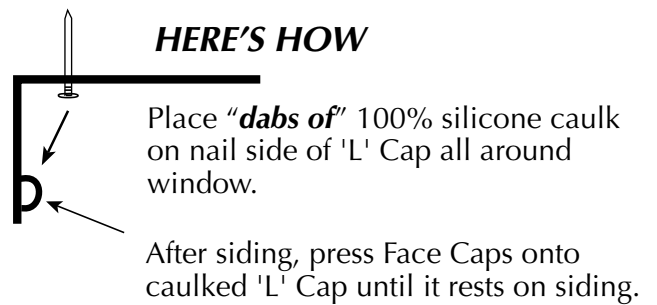 HERE'S HOW
Place “dabs of” 100% silicone caulk
on nail side of 'L' Cap all around
window.
After siding, press Face Caps onto
caulked 'L' Cap until it rests on siding.